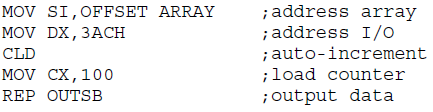 MOV SI,OFFSET ARRAY ;address array
MOV DX,3ACH ;address I/O
CLD ;auto-increment
MOV CX,100 ;load counter
REP OUTSB ;output data